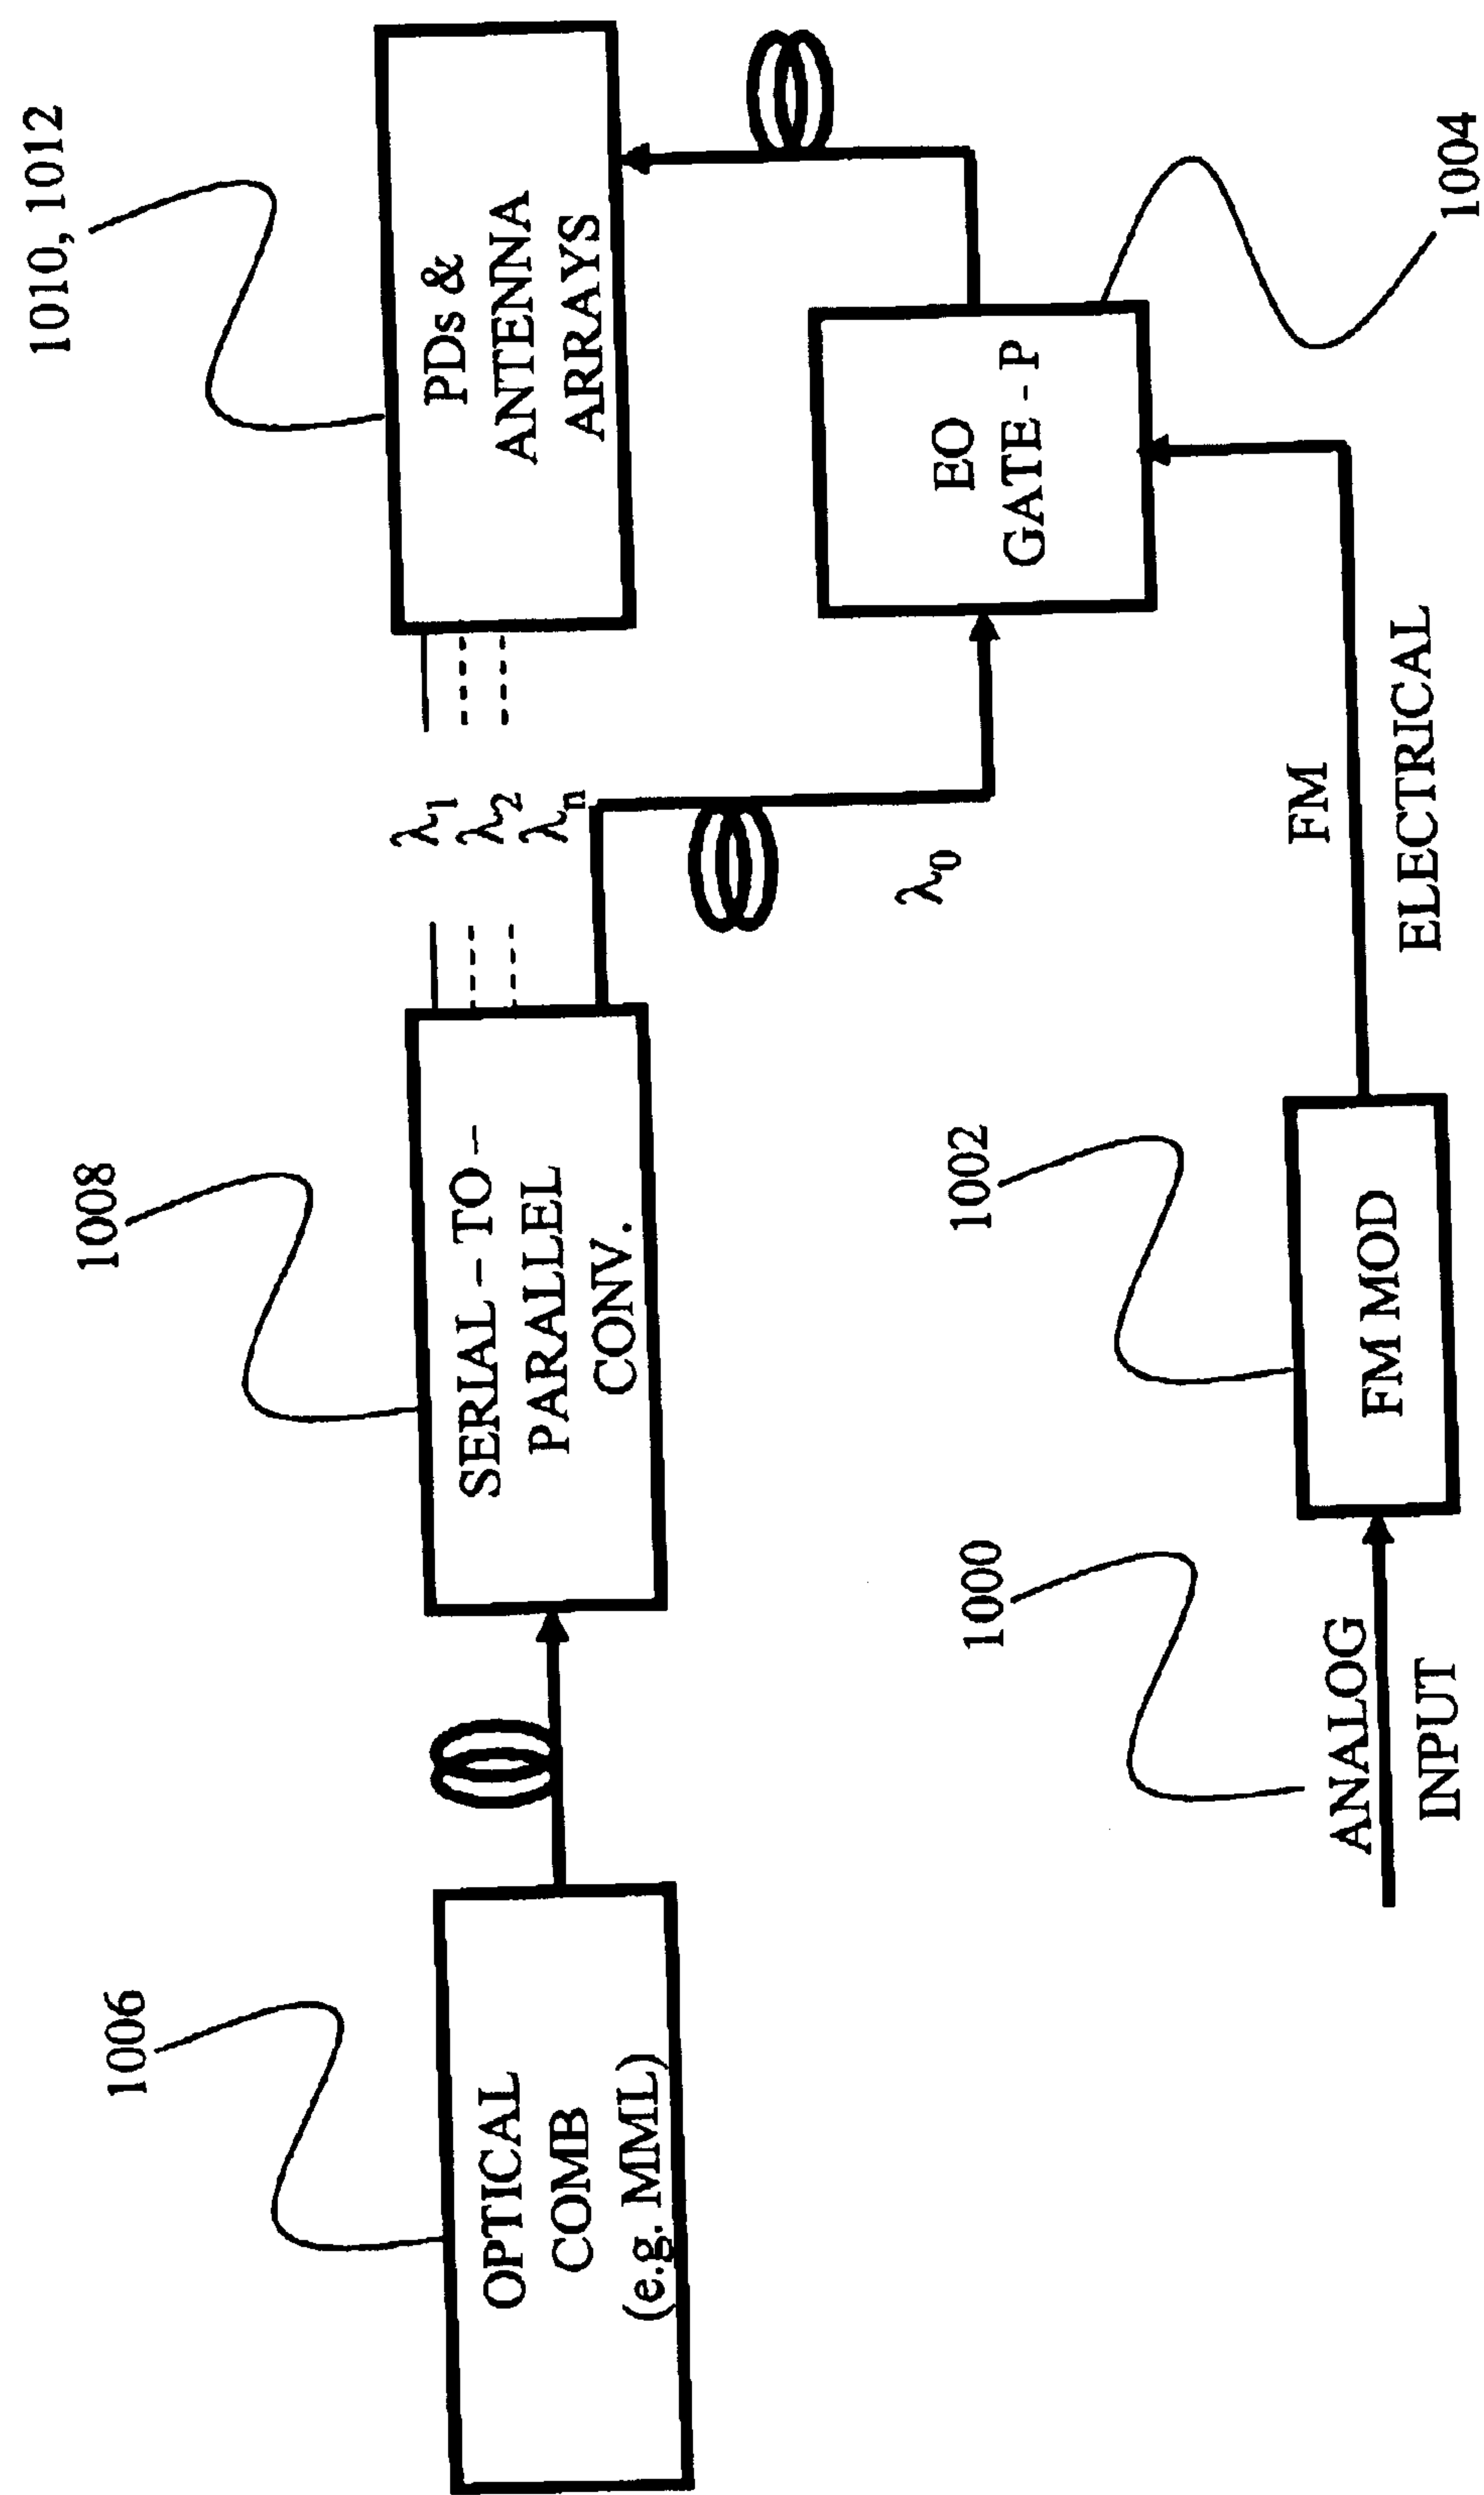 1006
OPTICAL
COMB
(e.g. MML)
1008
SERIAL-TO-
PARALLEL
CONV.
λ1
λ2
λn
λ0
1010, 1012
PDs &
ANTENNA
ARRAYS
EO
GATE-P
1004
1000
ANALOG
INPUT
1002
FM MOD
FM
ELECTRICAL